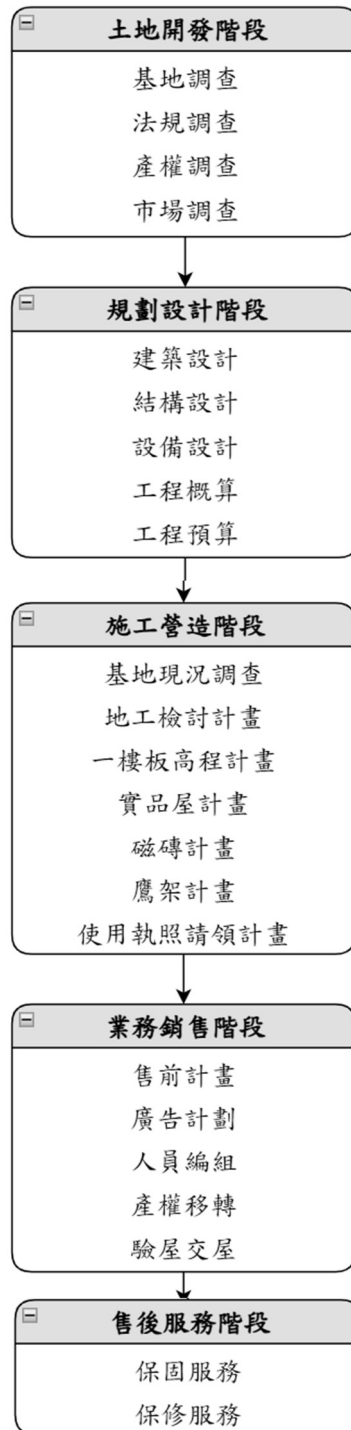 土地開發階段
基地調查
法規調查
產權調查
市場調查
規劃設計階段
建築設計
結構設計
設備設計
工程概算
工程預算
施工營造階段
基地現況調查
地工檢討計畫
一樓板高程計畫
實品屋計畫
磁磚計畫
鷹架計畫
使用執照請領計畫
業務銷售階段
售前計畫
廣告計劃
人員編組
產權移轉
驗屋交屋
售後服務階段
保固服務
保修服務